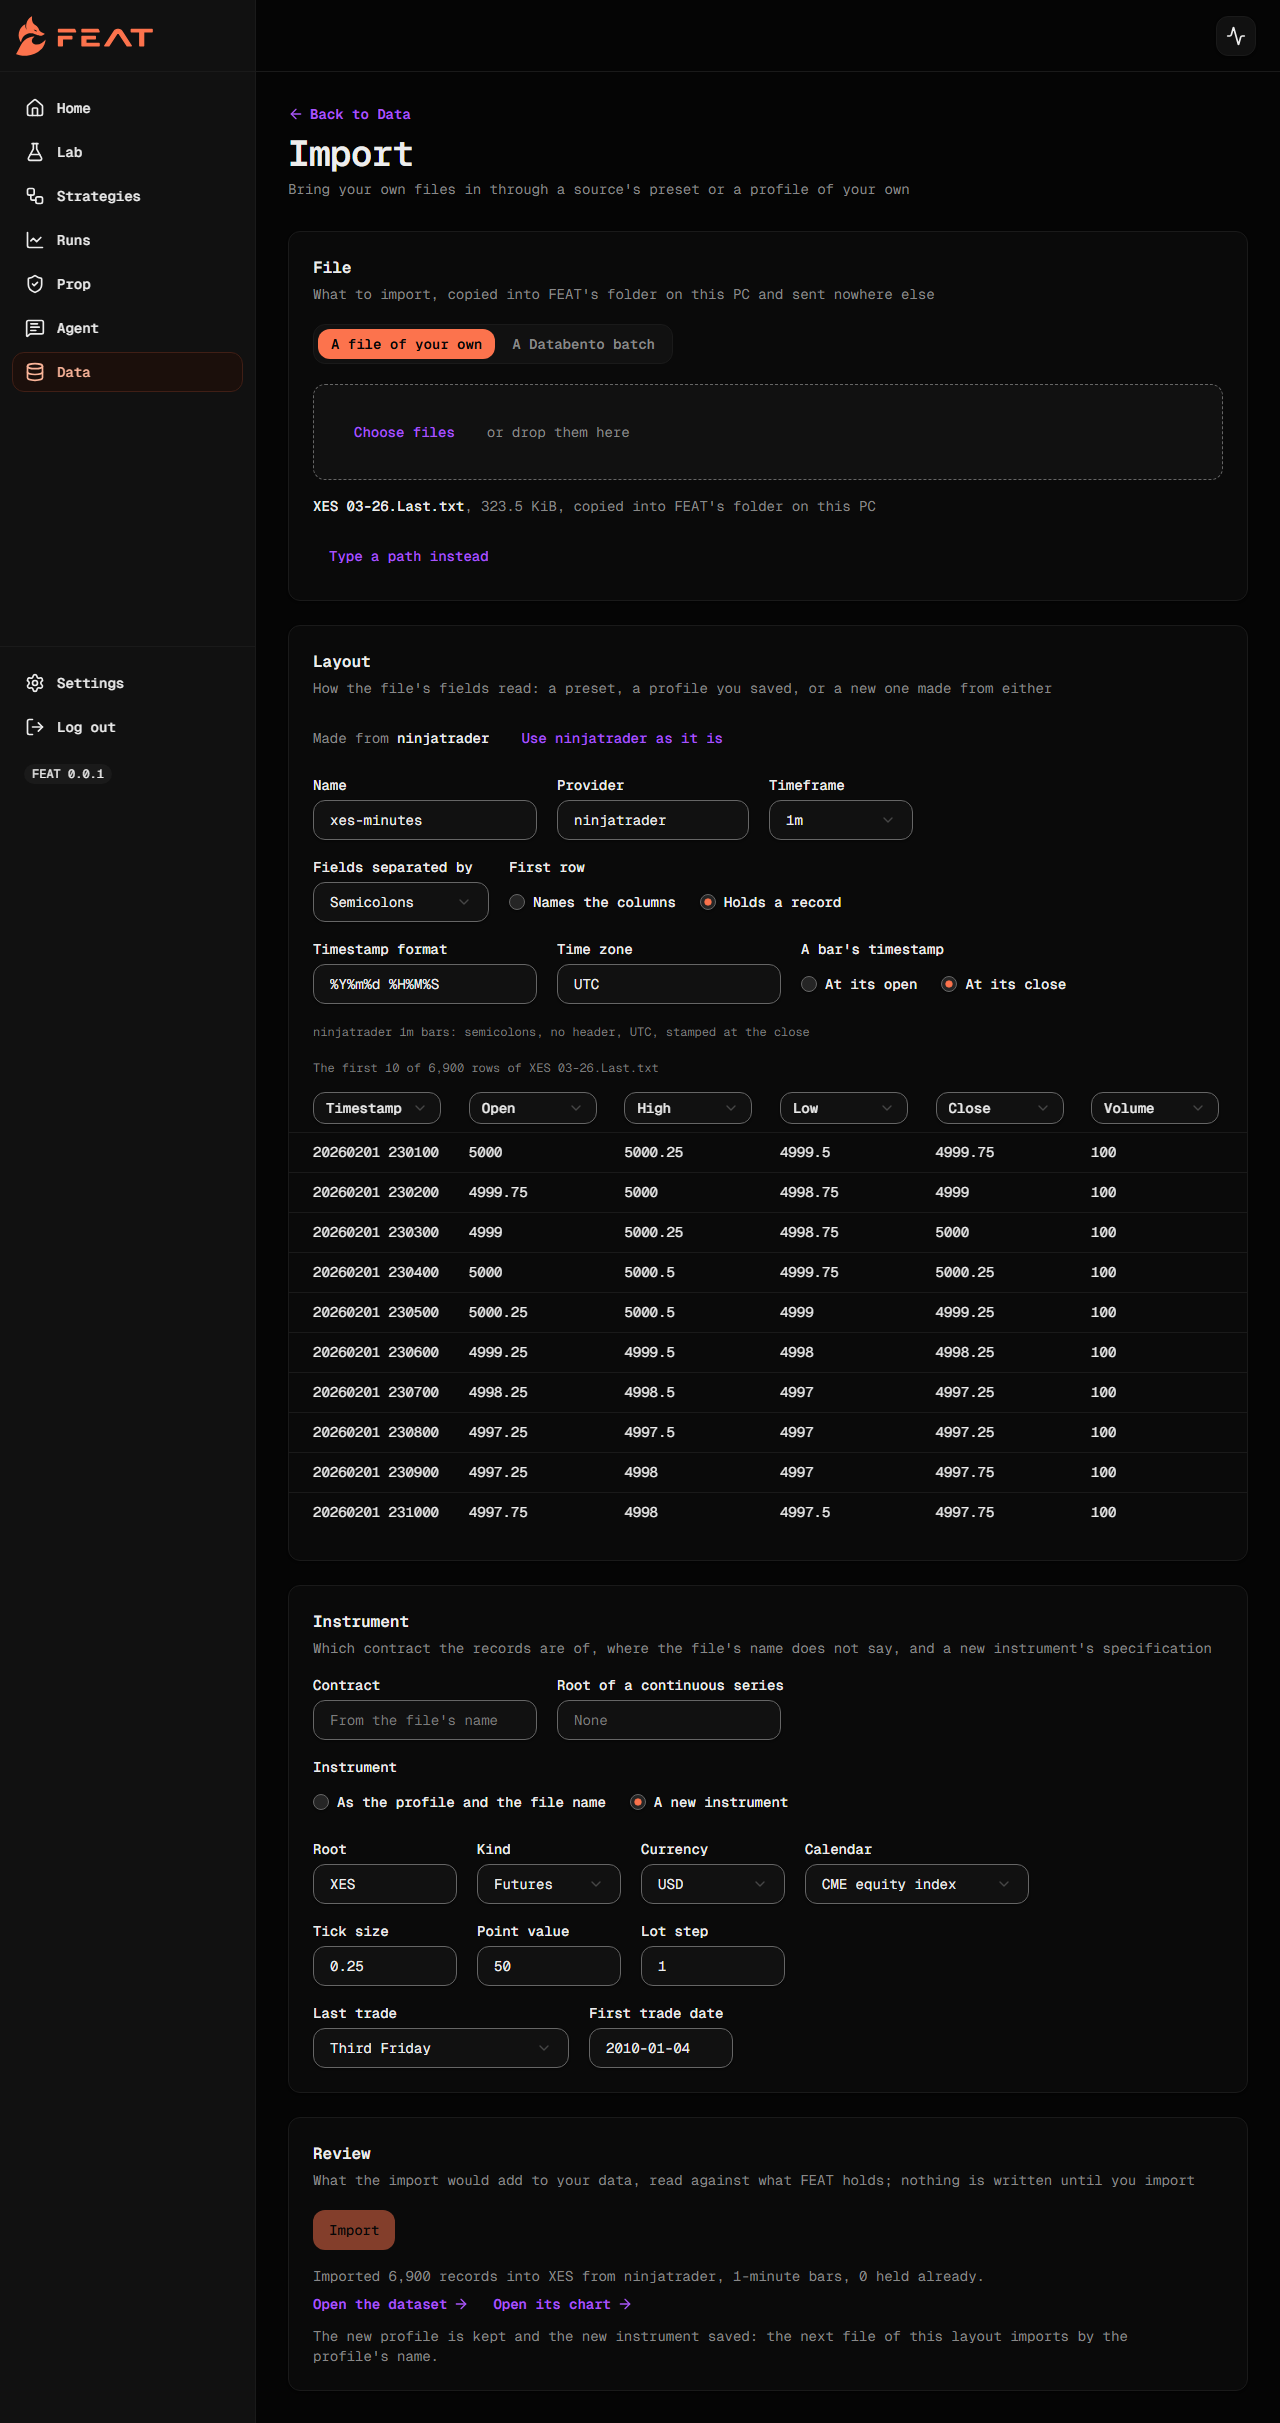 FEAT
Home
Lab
Strategies
Runs
Prop
Agent
Data
Settings
Log out
FEAT 0.0.1
← Back to Data
Import
Bring your own files in through a source's preset or a profile of your own
File
What to import, copied into FEAT's folder on this PC and sent nowhere else
A file of your own A Databento batch
Choose files or drop them here
XES 03-26.Last.txt, 323.5 KiB, copied into FEAT's folder on this PC
Type a path instead
Layout
How the file's fields read: a preset, a profile you saved, or a new one made from either
Made from ninjatrader Use ninjatrader as it is
Name Provider Timeframe
xes-minutes ninjatrader 1m
Fields separated by First row
Semicolons Names the columns Holds a record
Timestamp format Time zone A bar's timestamp
%Y%m%d %H%M%S UTC At its open At its close
ninjatrader 1m bars: semicolons, no header, UTC, stamped at the close
The first 10 of 6,900 rows of XES 03-26.Last.txt
Timestamp Open High Low Close Volume
20260201 230100 5000 5000.25 4999.5 4999.75 100
20260201 230200 4999.75 5000 4998.75 4999 100
20260201 230300 4999 5000.25 4998.75 5000 100
20260201 230400 5000 5000.5 4999.75 5000.25 100
20260201 230500 5000.25 5000.5 4999 4999.25 100
20260201 230600 4999.25 4999.5 4998 4998.25 100
20260201 230700 4998.25 4998.5 4997 4997.25 100
20260201 230800 4997.25 4997.5 4997 4997.25 100
20260201 230900 4997.25 4998 4997 4997.75 100
20260201 231000 4997.75 4998 4997.5 4997.75 100
Instrument
Which contract the records are of, where the file's name does not say, and a new instrument's specification
Contract Root of a continuous series
From the file's name None
Instrument
As the profile and the file name A new instrument
Root Kind Currency Calendar
XES Futures USD CME equity index
Tick size Point value Lot step
0.25 50 1
Last trade First trade date
Third Friday 2010-01-04
Review
What the import would add to your data, read against what FEAT holds; nothing is written until you import
Import
Imported 6,900 records into XES from ninjatrader, 1-minute bars, 0 held already.
Open the dataset → Open its chart →
The new profile is kept and the new instrument saved: the next file of this layout imports by the
profile's name.